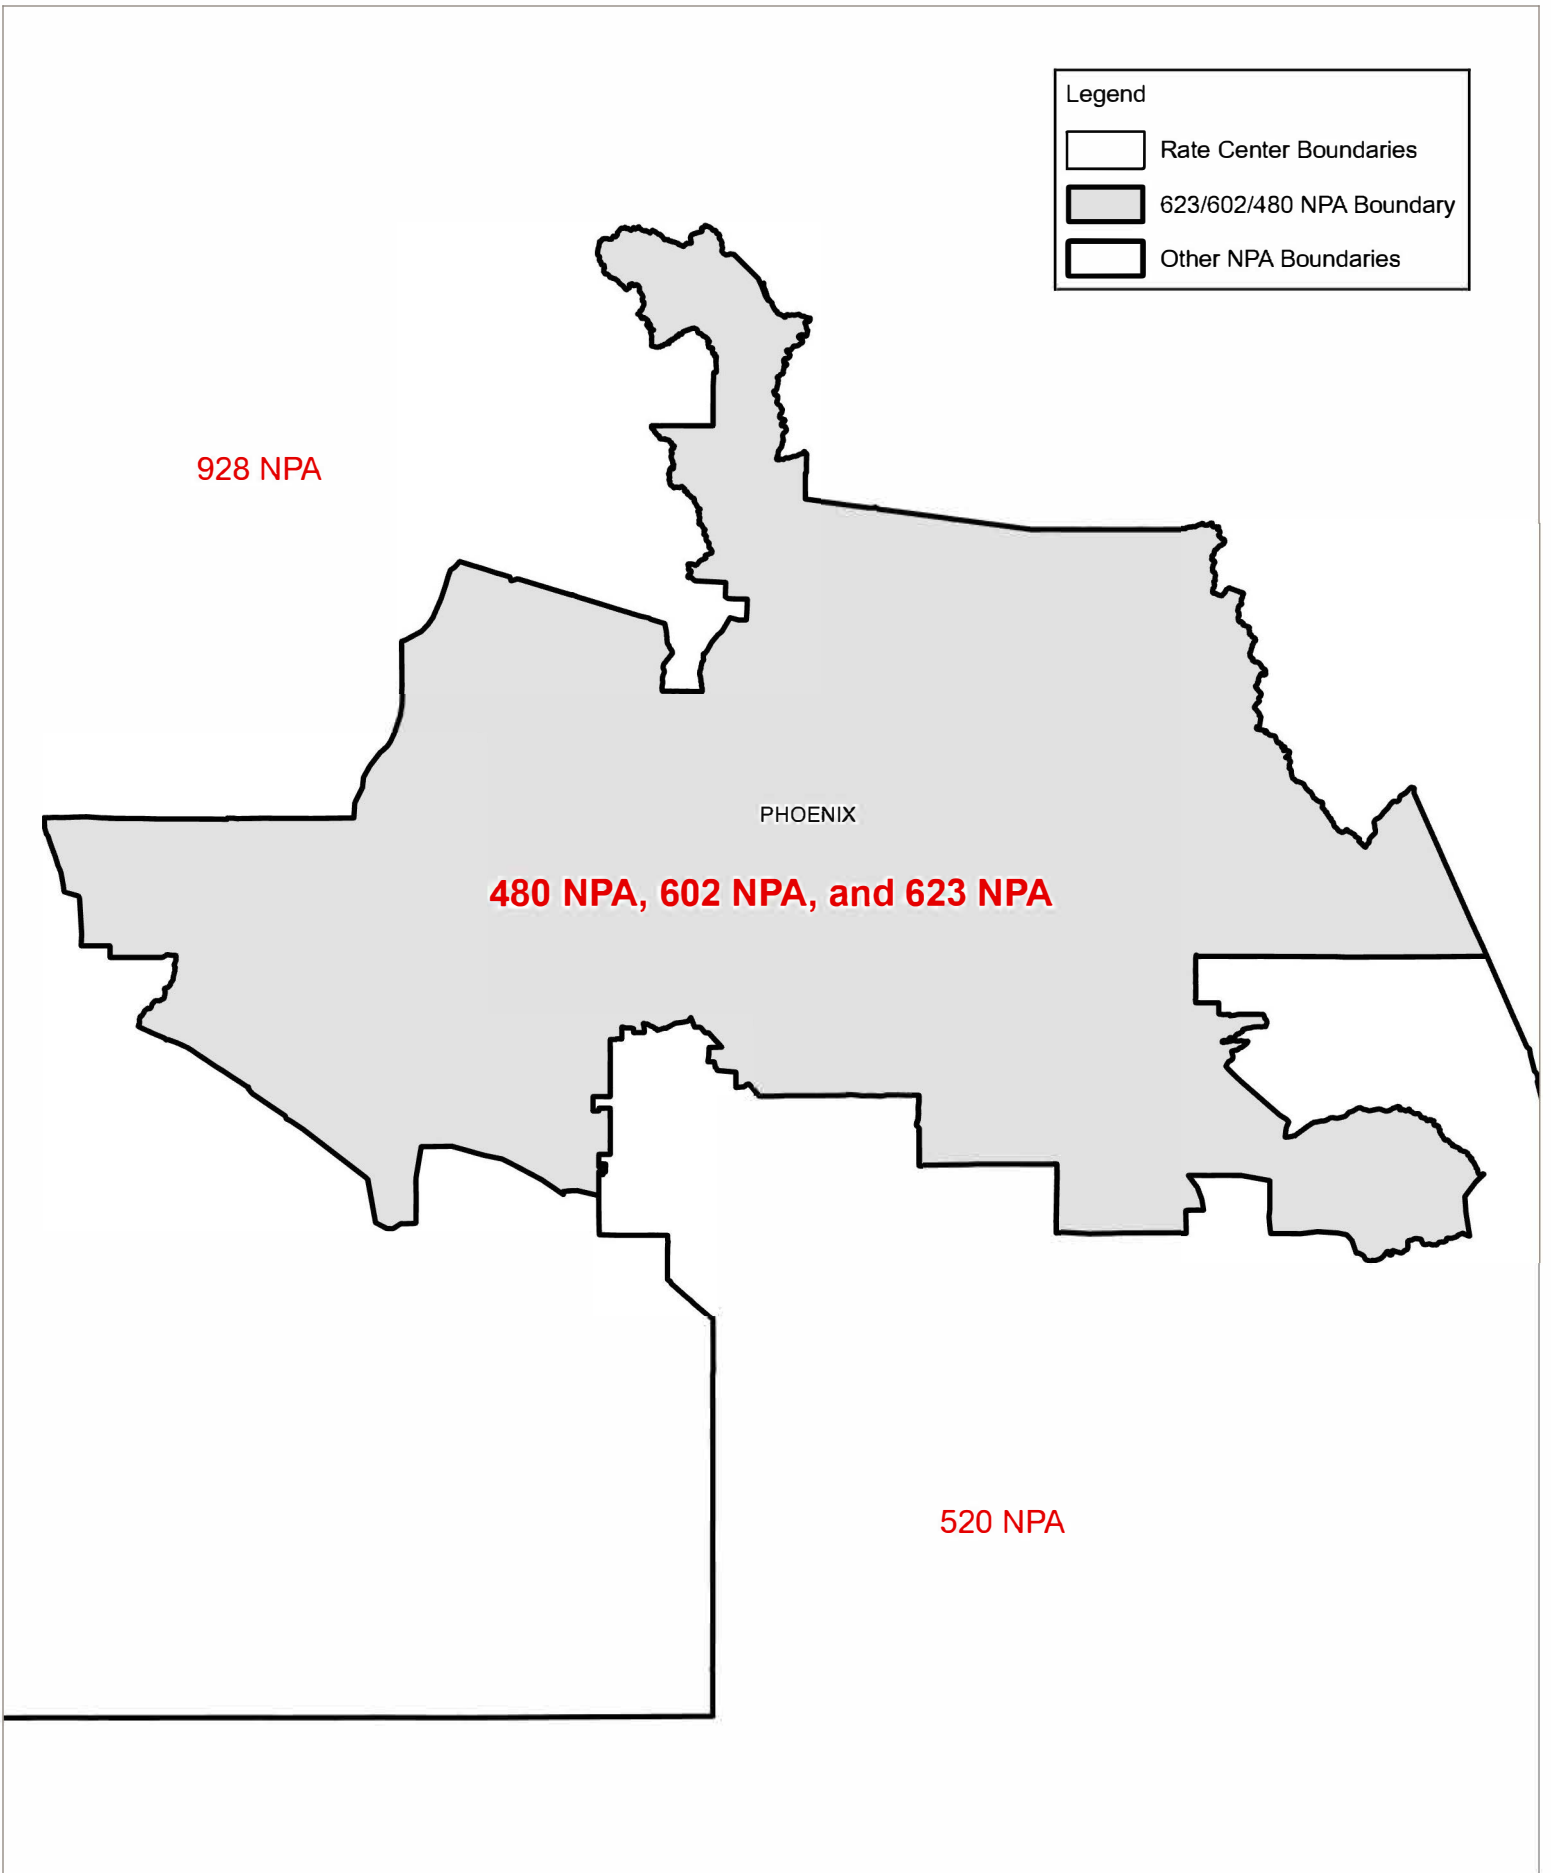 Legend
Rate Center Boundaries
623/602/480 NPA Boundary
Other NPA Boundaries
928 NPA
PHOENIX
480 NPA, 602 NPA, and 623 NPA
520 NPA